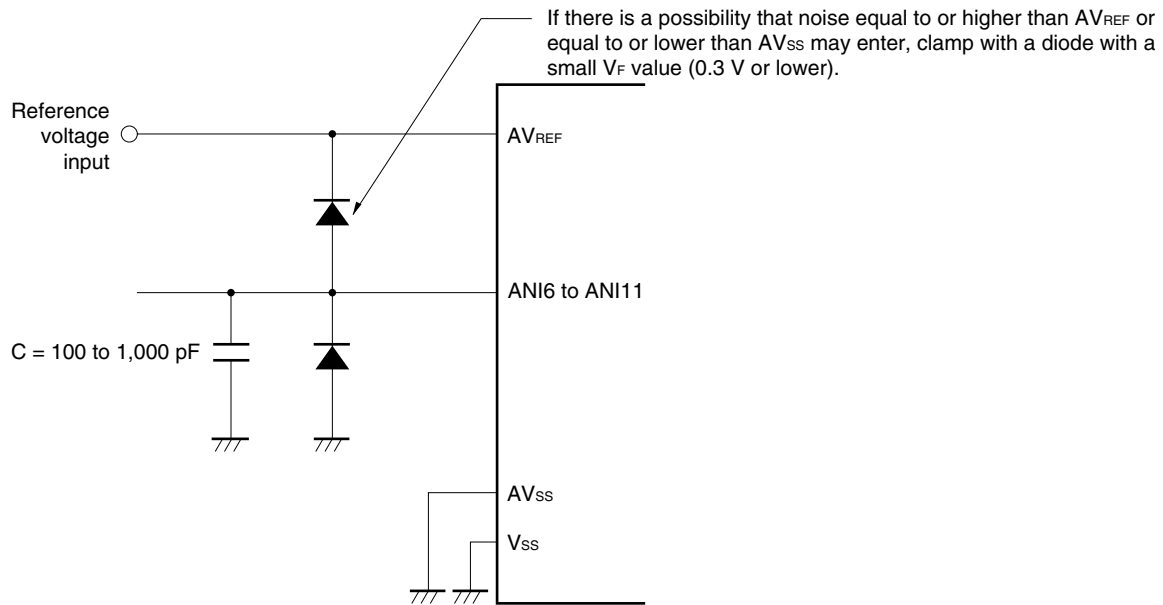 If there is a possibility that noise equal to or higher than AVREF or
equal to or lower than AVSS may enter, clamp with a diode with a
small VF value (0.3 V or lower).
Reference
voltage
input
AVREF
ANI6 to ANI11
C = 100 to 1,000 pF
AVSS
VSS